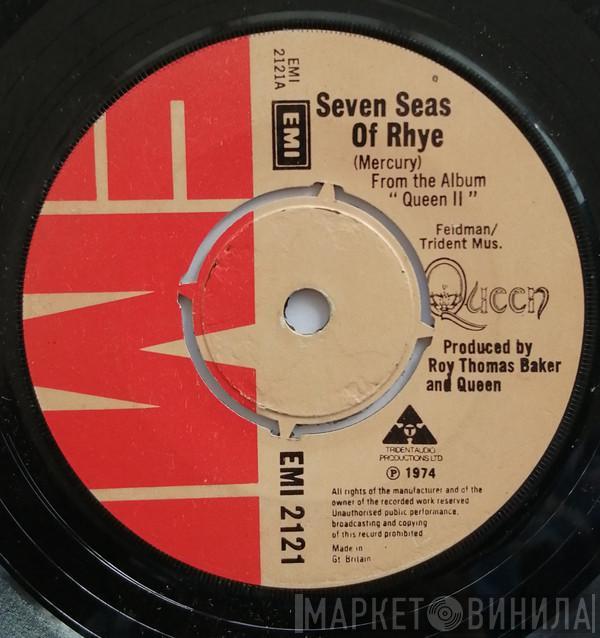 EMI
2121A
EMI
Seven Seas
Of Rhye
(Mercury)
From the Album
"Queen II"
Feldman/
Trident Mus.
Queen
Produced by
Roy Thomas Baker
and Queen
T
TRIDENT AUDIO
PRODUCTIONS LTD
Ⓟ 1974
EMI 2121
All rights of the manufacturer and of the
owner of the recorded work reserved
Unauthorised public performance,
broadcasting and copying
of this record prohibited
Made in
Gt Britain
EMI
МАРКЕТ ВИНИЛА